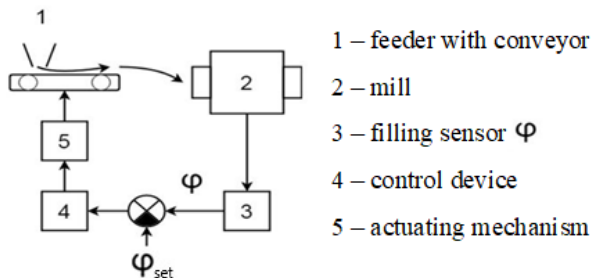 1
2
5
φ
4
3
φset
1 – feeder with conveyor
2 – mill
3 – filling sensor φ
4 – control device
5 – actuating mechanism